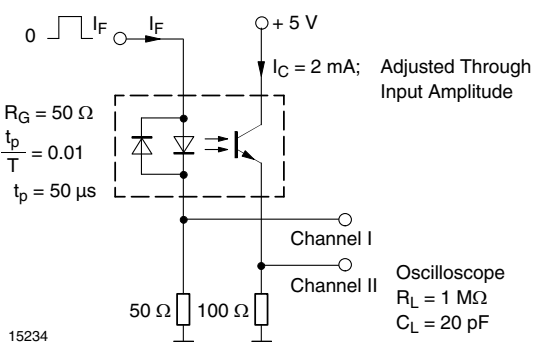 0
I_F
I_F
+ 5 V
I_C = 2 mA; Adjusted Through
Input Amplitude
R_G = 50 Ω
t_p
T = 0.01
t_p = 50 μs
Channel I
Channel II
Oscilloscope
R_L = 1 MΩ
C_L = 20 pF
50 Ω 100 Ω
15234